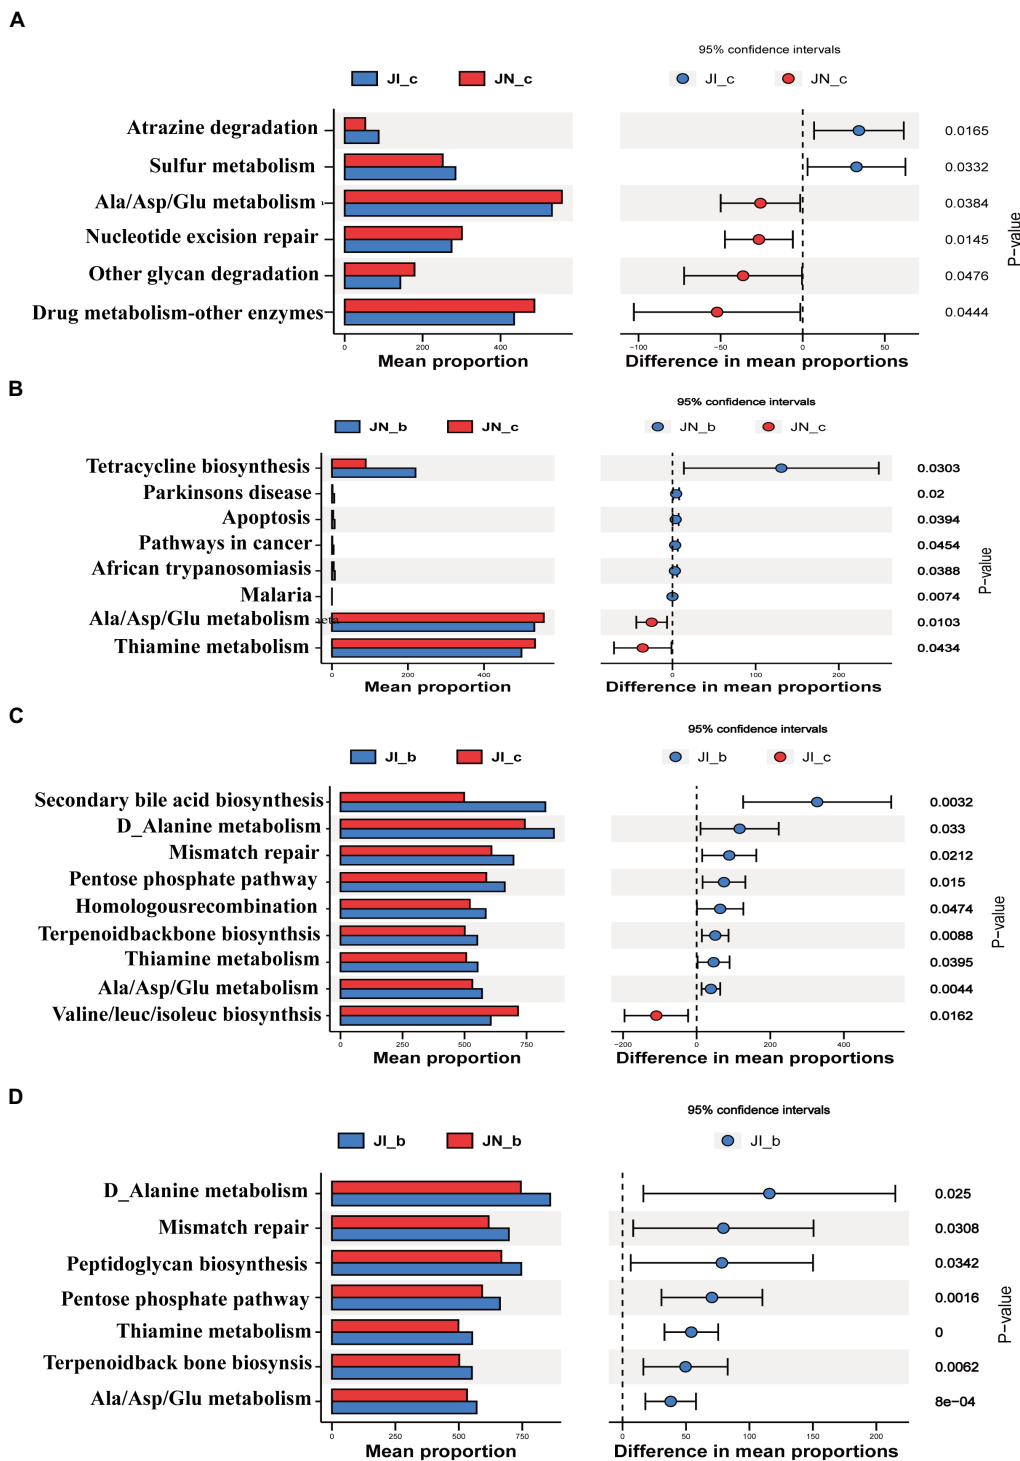 A
95% confidence intervals
JI_c JN_c JI_c JN_c
Atrazine degradation 0.0165
Sulfur metabolism 0.0332
Ala/Asp/Glu metabolism 0.0384
Nucleotide excision repair 0.0145
Other glycan degradation 0.0476
Drug metabolism-other enzymes 0.0444
P-value
0 200 400 −100 −50 0 50
Mean proportion Difference in mean proportions
B
95% confidence intervals
JN_b JN_c JN_b JN_c
Tetracycline biosynthesis 0.0303
Parkinsons disease 0.02
Apoptosis 0.0394
Pathways in cancer 0.0454
African trypanosomiasis 0.0388
Malaria 0.0074
Ala/Asp/Glu metabolism 0.0103
Thiamine metabolism 0.0434
P-value
0 200 400 0 100 200
Mean proportion Difference in mean proportions
C
95% confidence intervals
JI_b JI_c JI_b JI_c
Secondary bile acid biosynthesis 0.0032
D_Alanine metabolism 0.033
Mismatch repair 0.0212
Pentose phosphate pathway 0.015
Homologousrecombination 0.0474
Terpenoidbackbone biosynthsis 0.0088
Thiamine metabolism 0.0395
Ala/Asp/Glu metabolism 0.0044
Valine/leuc/isoleuc biosynthsis 0.0162
P-value
0 250 500 750 −200 0 200 400
Mean proportion Difference in mean proportions
D
95% confidence intervals
JI_b JN_b JI_b
D_Alanine metabolism 0.025
Mismatch repair 0.0308
Peptidoglycan biosynthesis 0.0342
Pentose phosphate pathway 0.0016
Thiamine metabolism 0
Terpenoidback bone biosynsis 0.0062
Ala/Asp/Glu metabolism 8e−04
P-value
0 250 500 750 0 50 100 150 200
Mean proportion Difference in mean proportions